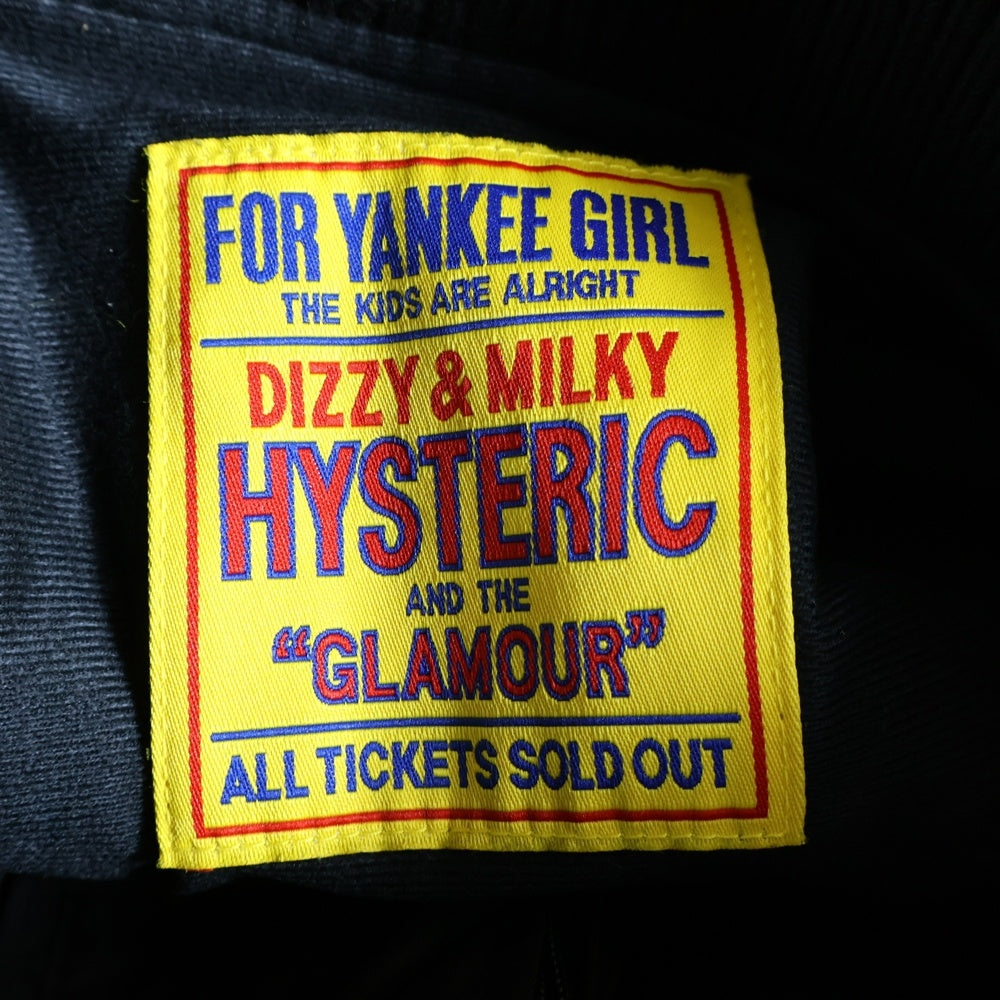 FOR YANKEE GIRL
THE KIDS ARE ALRIGHT
DIZZY & MILKY
HYSTERIC
AND THE
“GLAMOUR”
ALL TICKETS SOLD OUT